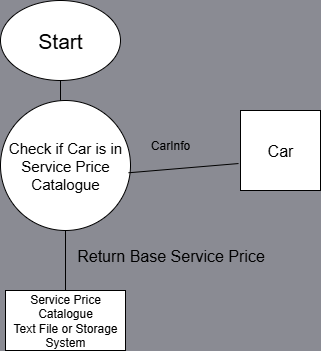 Start
Check if Car is in
Service Price
Catalogue
CarInfo
Car
Return Base Service Price
Service Price
Catalogue
Text File or Storage
System